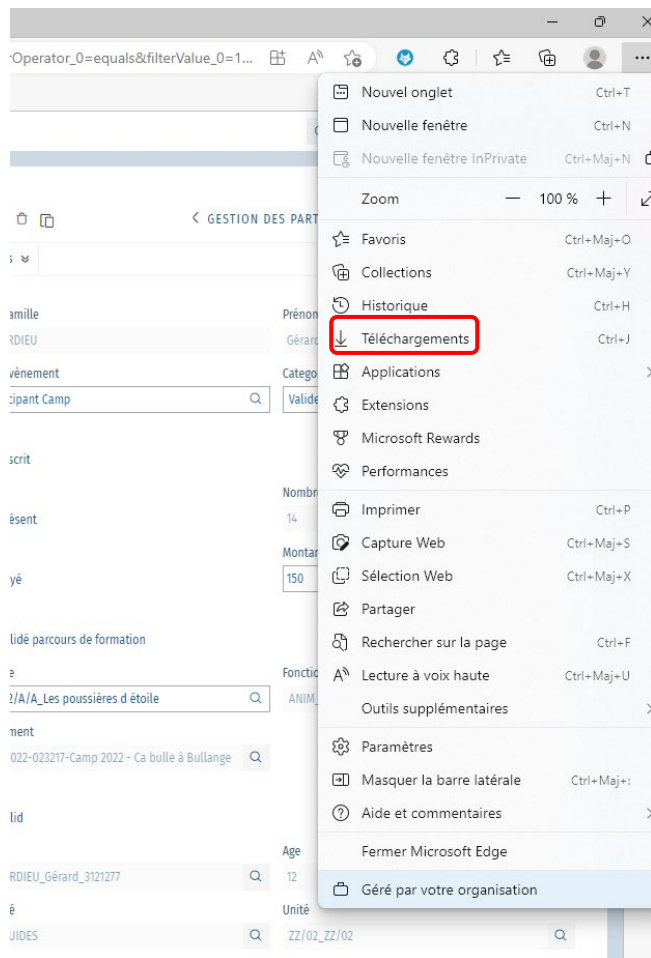 rOperator_0=equals&filterValue_0=1...
Nouvel onglet Ctrl+T
Nouvelle fenêtre Ctrl+N
Nouvelle fenêtre InPrivate Ctrl+Maj+N
Zoom — 100 % +
Favoris Ctrl+Maj+O
Collections Ctrl+Maj+Y
Historique Ctrl+H
Téléchargements Ctrl+J
Applications
Extensions
Microsoft Rewards
Performances
Imprimer Ctrl+P
Capture Web Ctrl+Maj+S
Sélection Web Ctrl+Maj+X
Partager
Rechercher sur la page Ctrl+F
Lecture à voix haute Ctrl+Maj+U
Outils supplémentaires
Paramètres
Masquer la barre latérale Ctrl+Maj+:
Aide et commentaires
Fermer Microsoft Edge
Géré par votre organisation
< GESTION DES PART
amille Prénom
RDIEU Gérard
vènement Catego
cipant Camp Valide
scrit
Nombr
ésent 14
Montan
yé 150
lidé parcours de formation
e Fonctio
2/A/A_Les poussières d étoile ANIM_
ment
022-023217-Camp 2022 - Ca bulle à Bullange
lid
Age
RDIEU_Gérard_3121277 12
é Unité
UIDES ZZ/02_ZZ/02